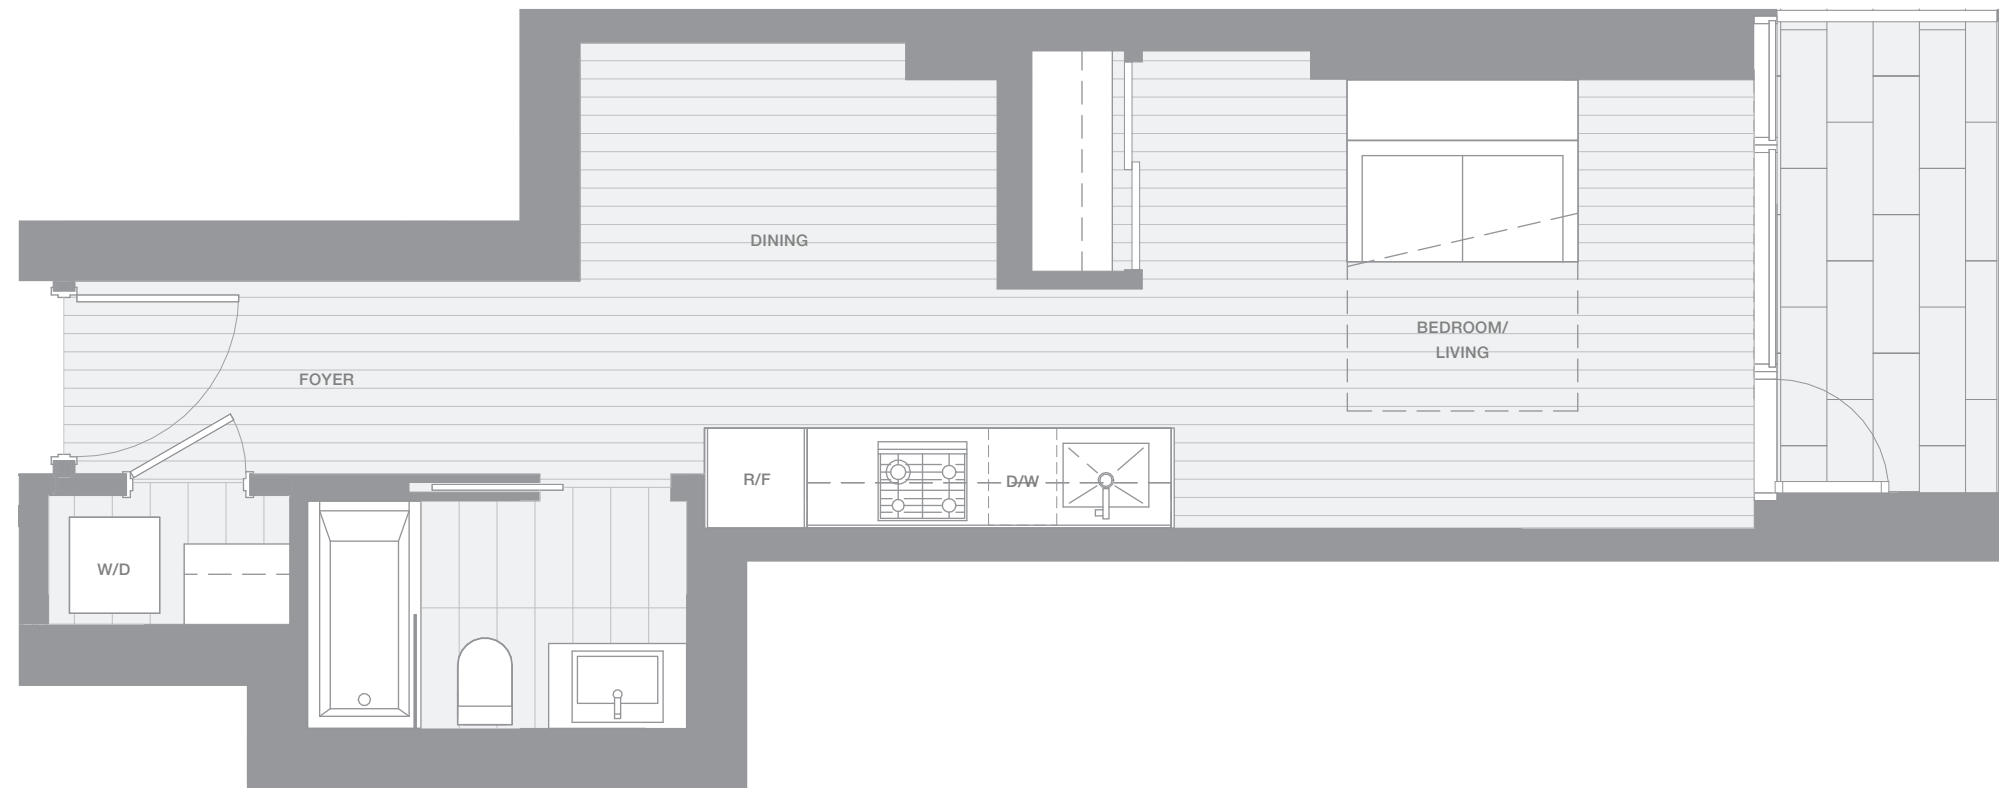 DINING
BEDROOM/
LIVING
FOYER
R/F
D/W
W/D